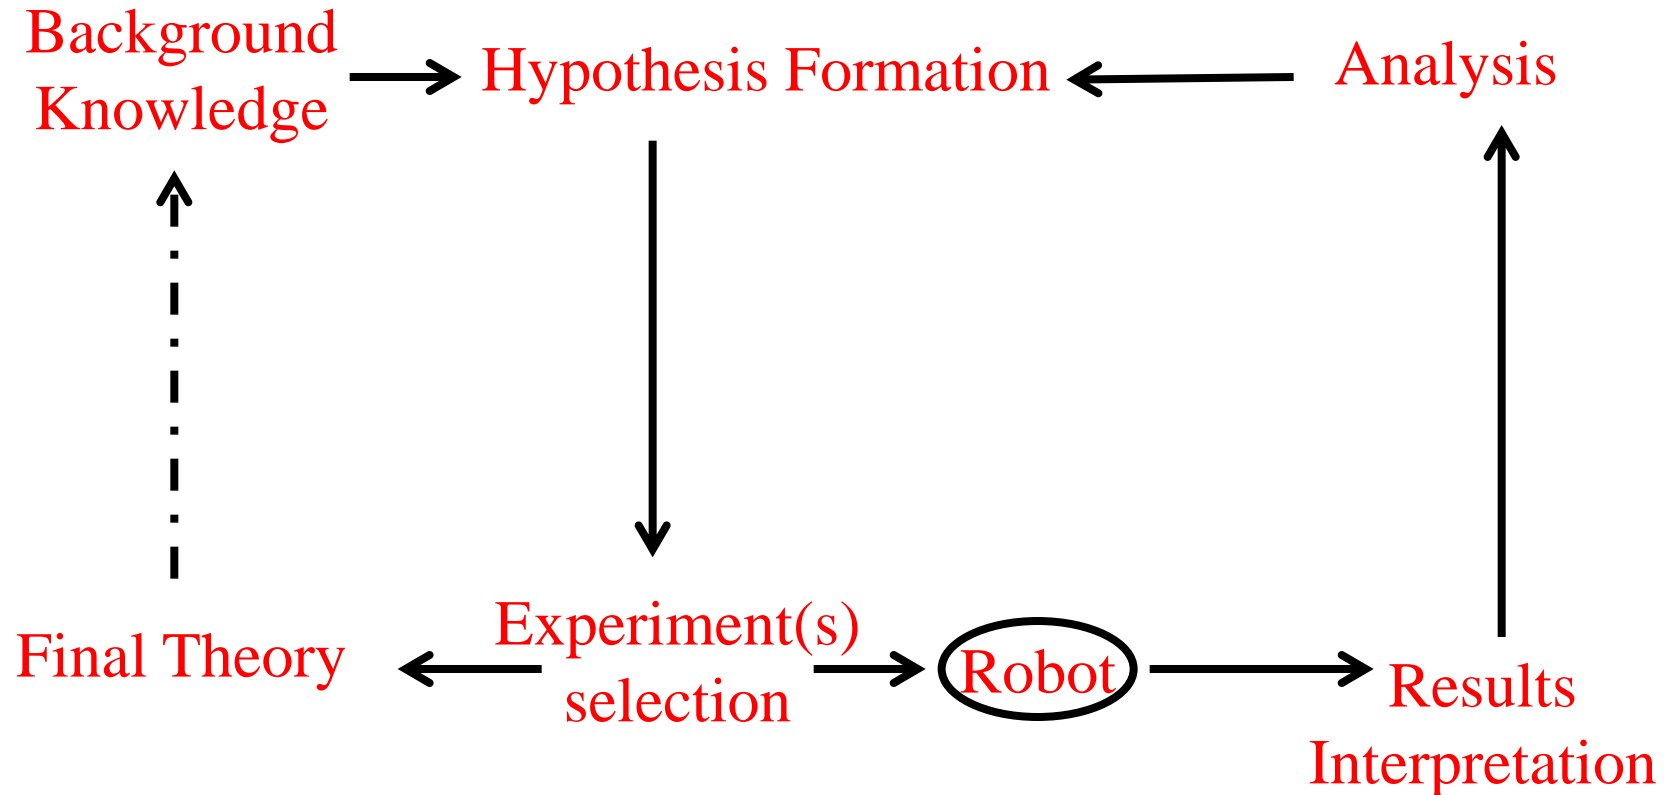 Background
Knowledge
Hypothesis Formation
Analysis
Final Theory
Experiment(s)
selection
Robot
Results
Interpretation